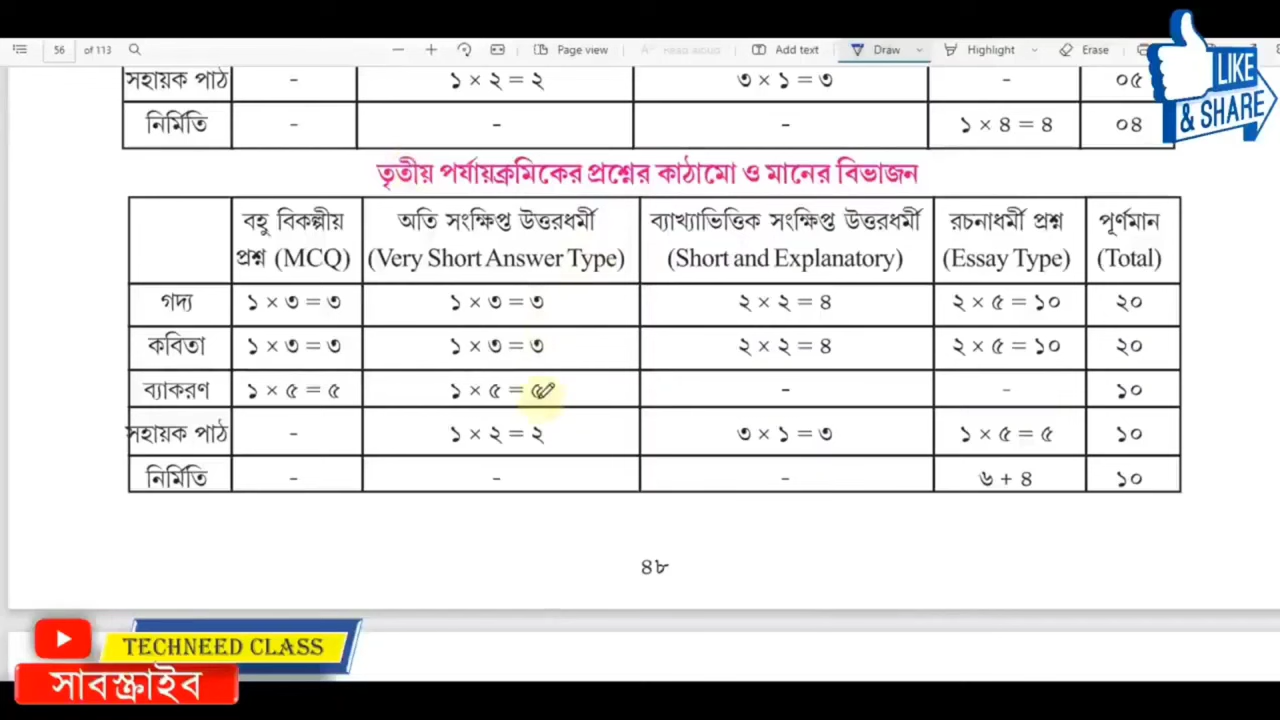 56 of 113 Page view Read aloud Add text Draw Highlight Erase
LIKE
& SHARE
সহায়ক পাঠ - ১ × ২ = ২ ৩ × ১ = ৩ - ০৫
নির্মিতি - - - ১ × ৪ = ৪ ০৪
তৃতীয় পর্যায়ক্রমিকের প্রশ্নের কাঠামো ও মানের বিভাজন
বহু বিকল্পীয় অতি সংক্ষিপ্ত উত্তরধর্মী ব্যাখ্যাভিত্তিক সংক্ষিপ্ত উত্তরধর্মী রচনাধর্মী প্রশ্ন পূর্ণমান
প্রশ্ন (MCQ) (Very Short Answer Type) (Short and Explanatory) (Essay Type) (Total)
গদ্য ১ × ৩ = ৩ ১ × ৩ = ৩ ২ × ২ = ৪ ২ × ৫ = ১০ ২০
কবিতা ১ × ৩ = ৩ ১ × ৩ = ৩ ২ × ২ = ৪ ২ × ৫ = ১০ ২০
ব্যাকরণ ১ × ৫ = ৫ ১ × ৫ = ৫ - - ১০
সহায়ক পাঠ - ১ × ২ = ২ ৩ × ১ = ৩ ১ × ৫ = ৫ ১০
নির্মিতি - - - ৬ + ৪ ১০
৪৮
TECHNEED CLASS
সাবস্ক্রাইব